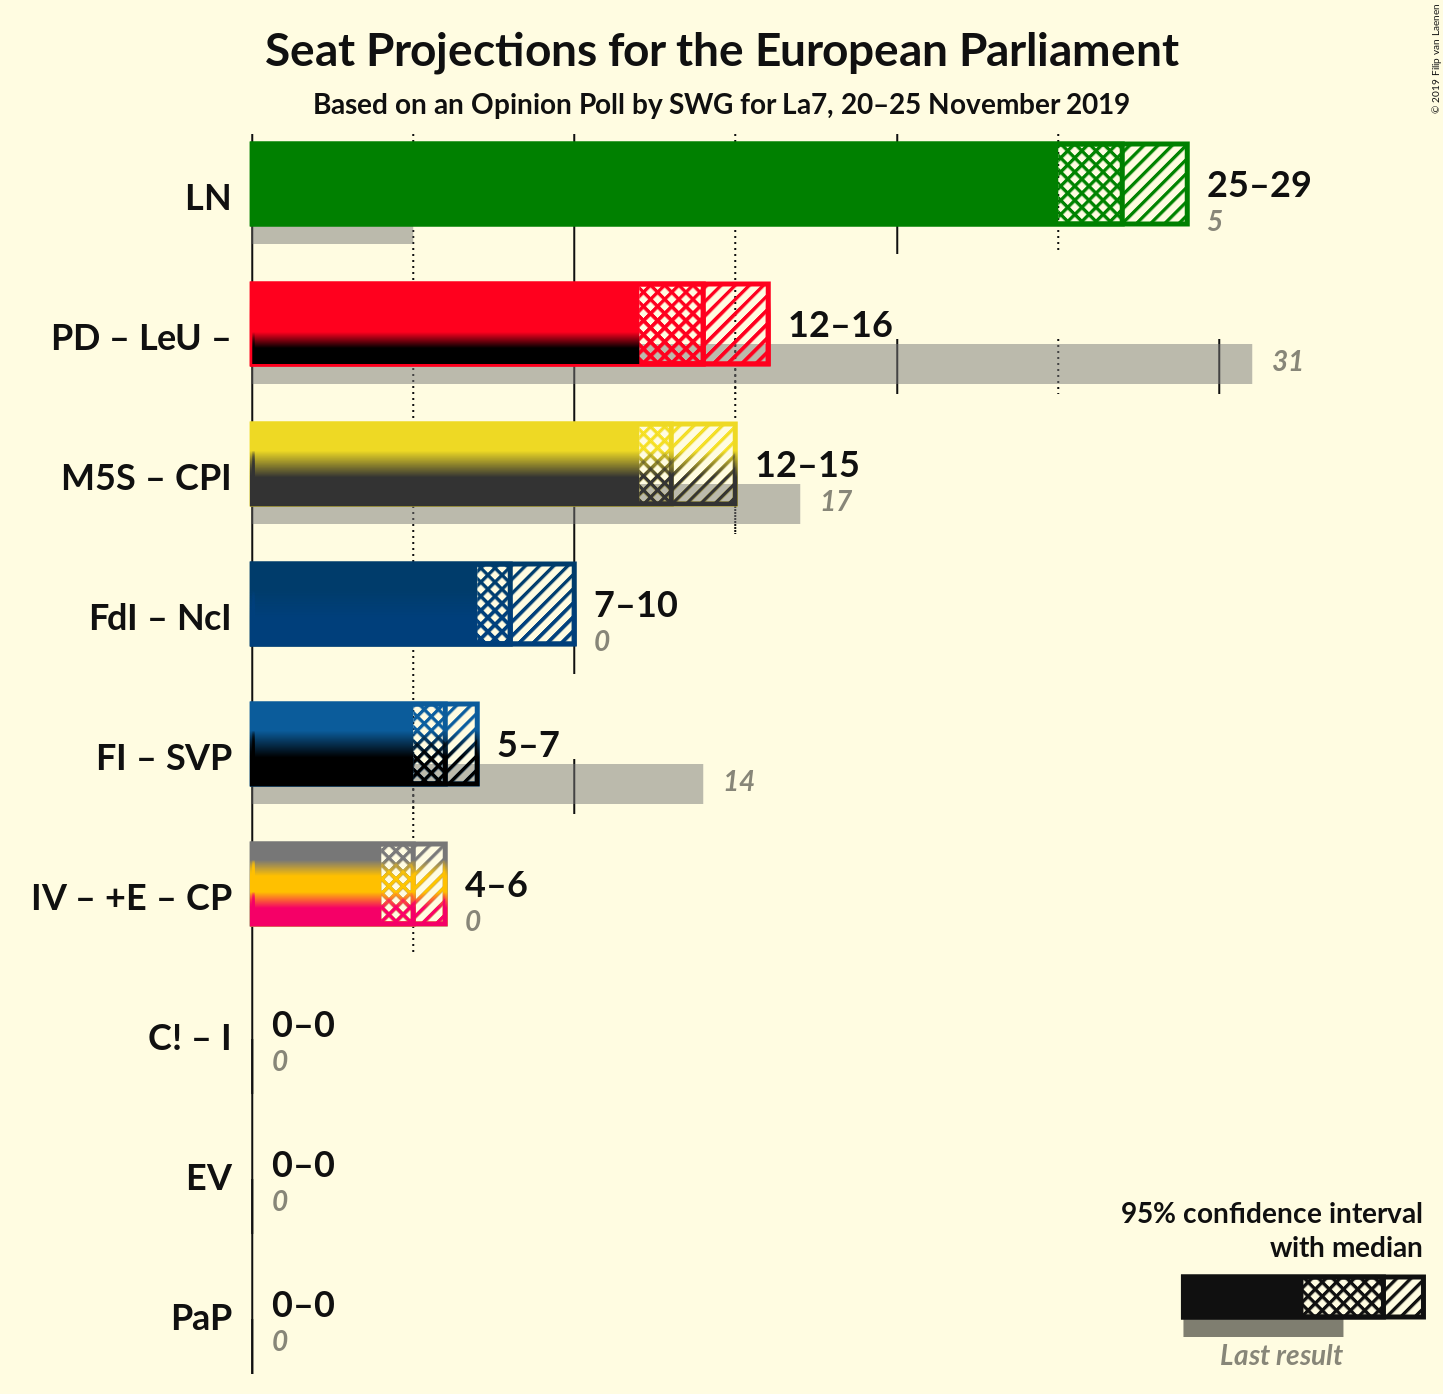 Seat Projections for the European Parliament
Based on an Opinion Poll by SWG for La7, 20–25 November 2019
© 2019 Filip van Laenen
LN
25–29
5
PD – LeU –
12–16
31
M5S – CPI
12–15
17
FdI – NcI
7–10
0
FI – SVP
5–7
14
IV – +E – CP
4–6
0
C! – I
0–0
0
EV
0–0
0
PaP
0–0
0
95% confidence interval
with median
Last result